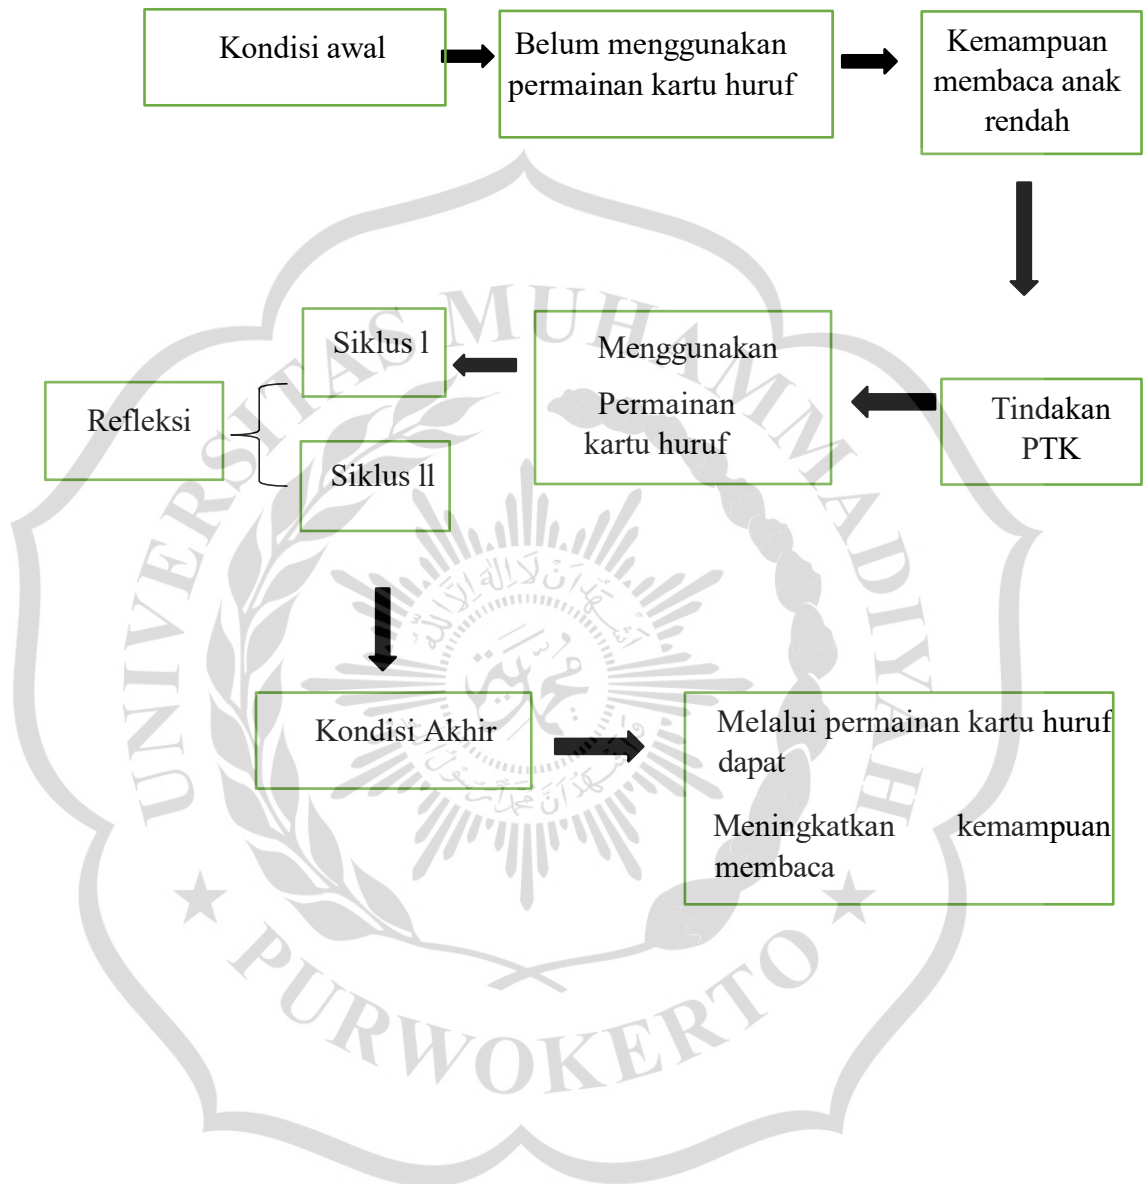 Kondisi awal
Belum menggunakan
permainan kartu huruf
Kemampuan
membaca anak
rendah
Siklus l
Menggunakan
Permainan
kartu huruf
Tindakan
PTK
Refleksi
Siklus ll
Kondisi Akhir
Melalui permainan kartu huruf
dapat
Meningkatkan kemampuan
membaca
UNIVERSITAS MUHAMMADIYAH
PURWOKERTO